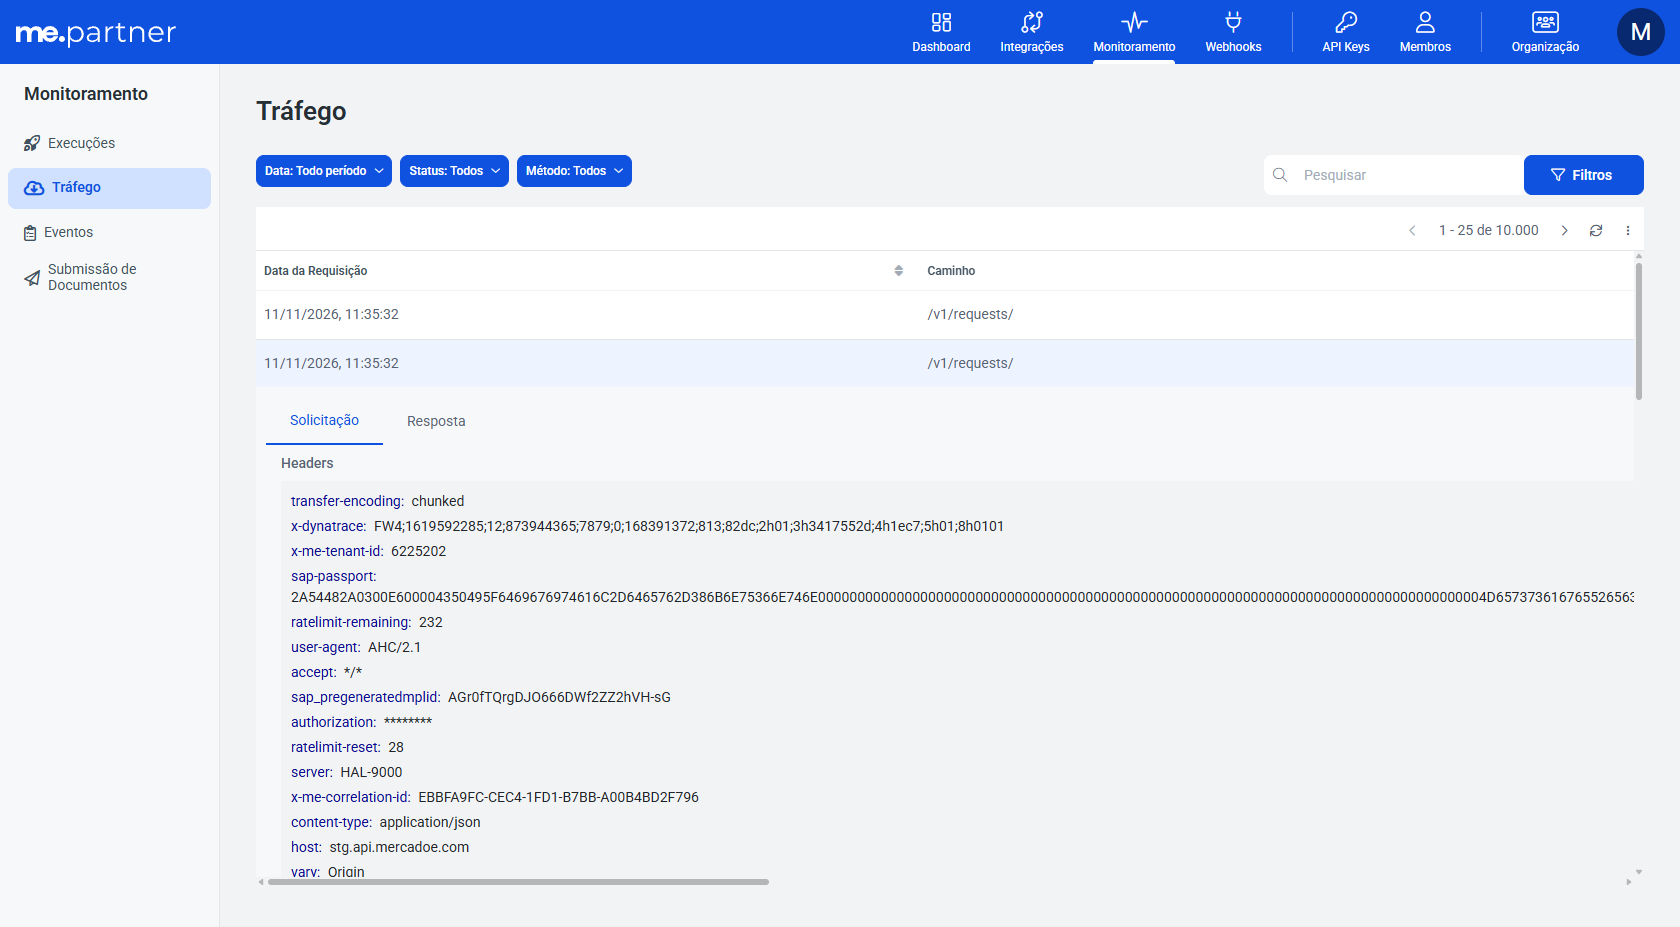 me.partner
Dashboard
Integrações
Monitoramento
Webhooks
API Keys
Membros
Organização
M
Monitoramento
Execuções
Tráfego
Eventos
Submissão de
Documentos
Tráfego
Data: Todo período
Status: Todos
Método: Todos
Pesquisar
Filtros
1 - 25 de 10.000
Data da Requisição
Caminho
11/11/2026, 11:35:32 /v1/requests/
11/11/2026, 11:35:32 /v1/requests/
Solicitação
Resposta
Headers
transfer-encoding: chunked
x-dynatrace: FW4;1619592285;12;873944365;7879;0;168391372;813;82dc;2h01;3h3417552d;4h1ec7;5h01;8h0101
x-me-tenant-id: 6225202
sap-passport:
ratelimit-remaining: 232
user-agent: AHC/2.1
accept: */*
sap_pregeneratedmplid: AGr0fTQrgDJO666DWf2ZZ2hVH-sG
authorization: ********
ratelimit-reset: 28
server: HAL-9000
x-me-correlation-id: EBBFA9FC-CEC4-1FD1-B7BB-A00B4BD2F796
content-type: application/json
host: stg.api.mercadoe.com
vary: Origin